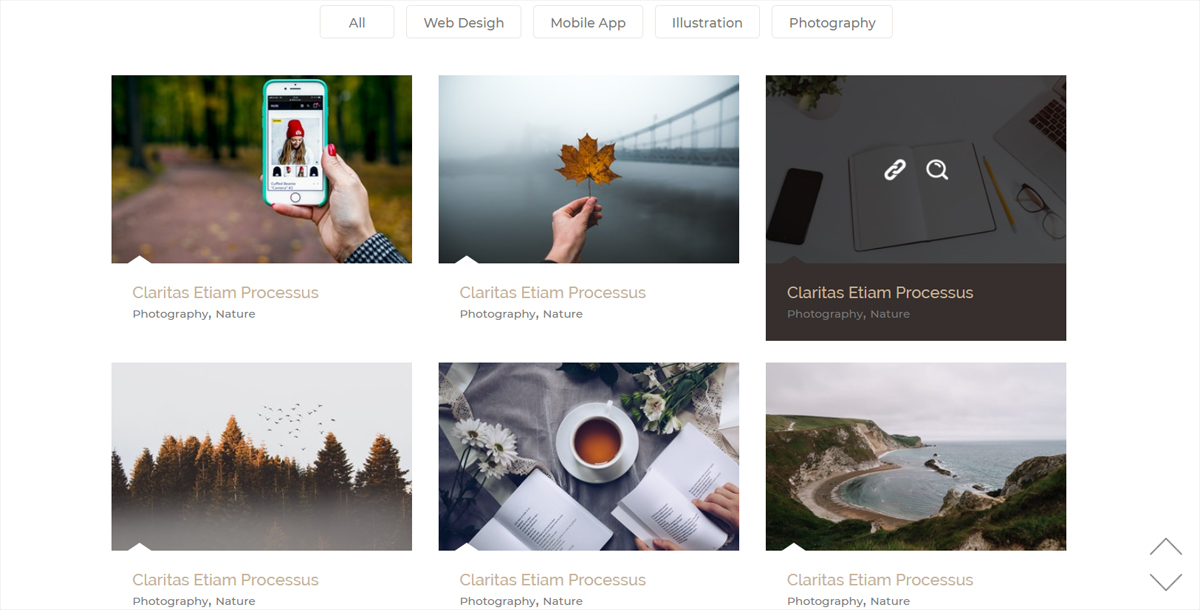 All
Web Desigh
Mobile App
Illustration
Photography
Claritas Etiam Processus
Photography, Nature
Claritas Etiam Processus
Photography, Nature
Claritas Etiam Processus
Photography, Nature
Claritas Etiam Processus
Photography, Nature
Claritas Etiam Processus
Photography, Nature
Claritas Etiam Processus
Photography, Nature